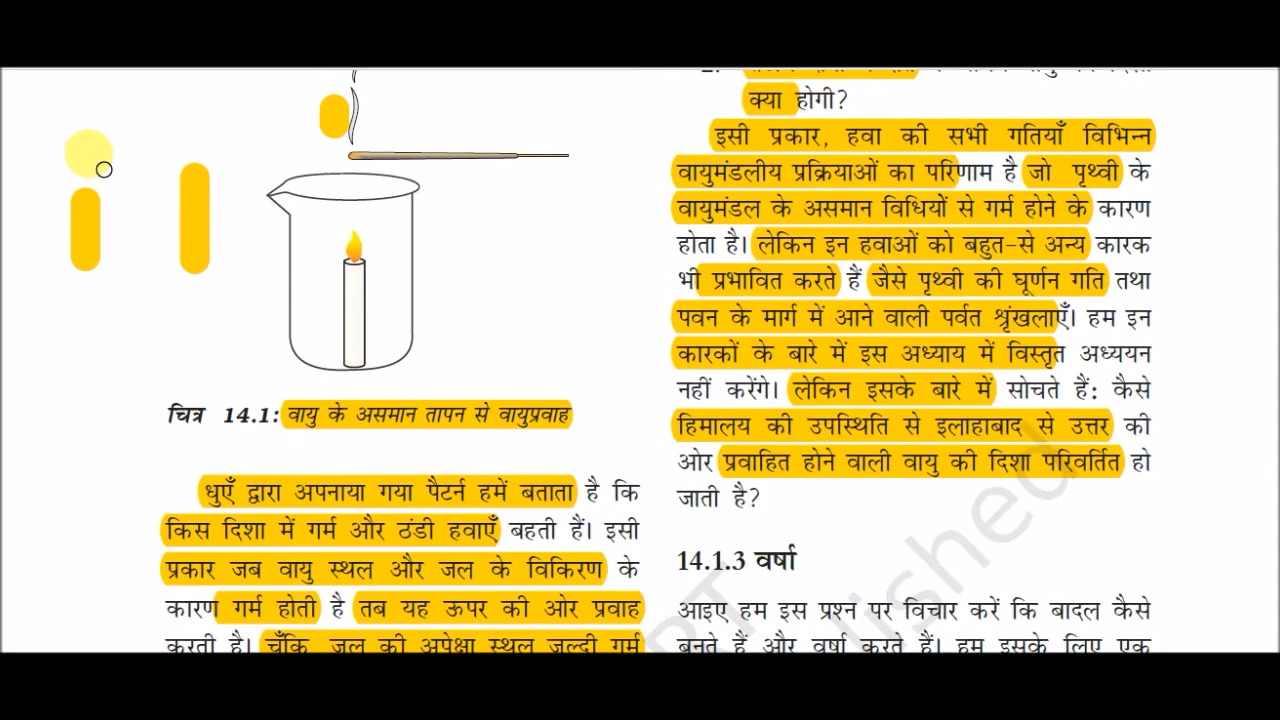 चित्र 14.1: वायु के असमान तापन से वायुप्रवाह
धुएँ द्वारा अपनाया गया पैटर्न हमें बताता है कि
किस दिशा में गर्म और ठंडी हवाएँ बहती हैं। इसी
प्रकार जब वायु स्थल और जल के विकिरण के
कारण गर्म होती है तब यह ऊपर की ओर प्रवाह
करती है। चूँकि जल की अपेक्षा स्थल जल्दी गर्म
क्या होगी?
इसी प्रकार, हवा की सभी गतियाँ विभिन्न
वायुमंडलीय प्रक्रियाओं का परिणाम है जो पृथ्वी के
वायुमंडल के असमान विधियों से गर्म होने के कारण
होता है। लेकिन इन हवाओं को बहुत-से अन्य कारक
भी प्रभावित करते हैं जैसे पृथ्वी की घूर्णन गति तथा
पवन के मार्ग में आने वाली पर्वत श्रृंखलाएँ। हम इन
कारकों के बारे में इस अध्याय में विस्तृत अध्ययन
नहीं करेंगे। लेकिन इसके बारे में सोचते हैं: कैसे
हिमालय की उपस्थिति से इलाहाबाद से उत्तर की
ओर प्रवाहित होने वाली वायु की दिशा परिवर्तित हो
जाती है?
14.1.3 वर्षा
आइए हम इस प्रश्न पर विचार करें कि बादल कैसे
बनते हैं और वर्षा करते हैं। हम इसके लिए एक